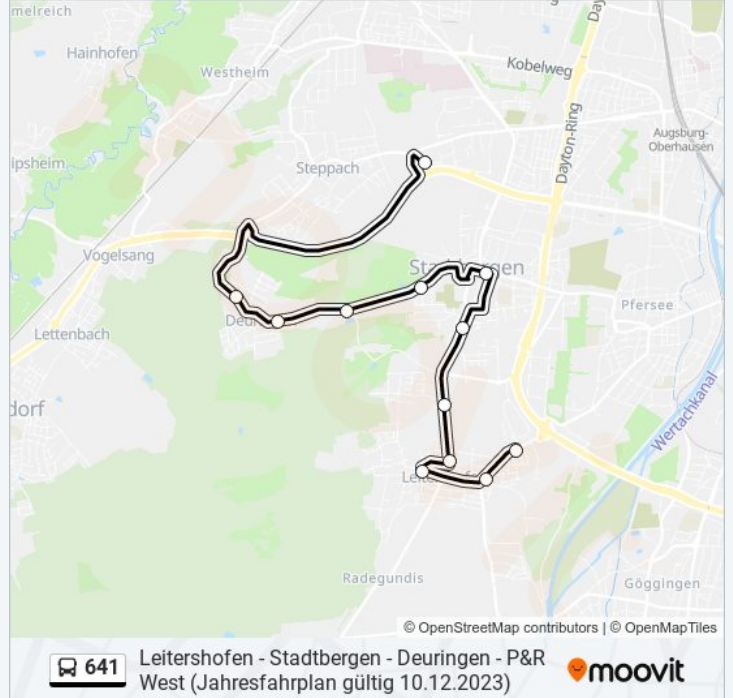 melreich
Day
Hainhofen
Westheim
Kobelweg
Dayton-Ring
Augsburg-
Oberhausen
ipsheim
Steppach
Vogelsang
Pfersee
Lettenbach
dorf
Wertachkanal
Radegundis
Göggingen
© OpenStreetMap contributors | © OpenMapTiles
641
Leitershofen - Stadtbergen - Deuringen - P&R
West (Jahresfahrplan gültig 10.12.2023)
moovit